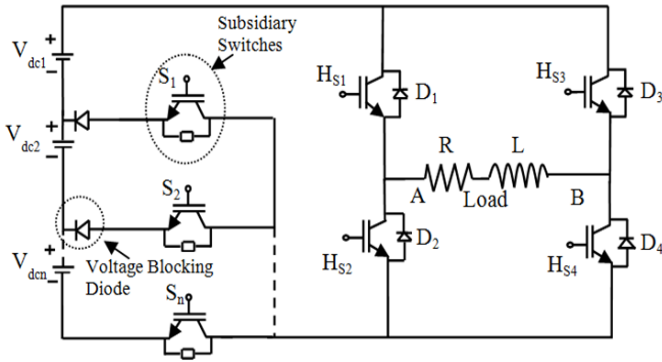 Subsidiary
Switches
V_dc1
+
−
S_1
H_S1
D_1
H_S3
D_3
V_dc2
+
−
S_2
R
L
A
Load
B
H_S2
D_2
H_S4
D_4
V_dcn
+
−
Voltage Blocking
Diode
S_n